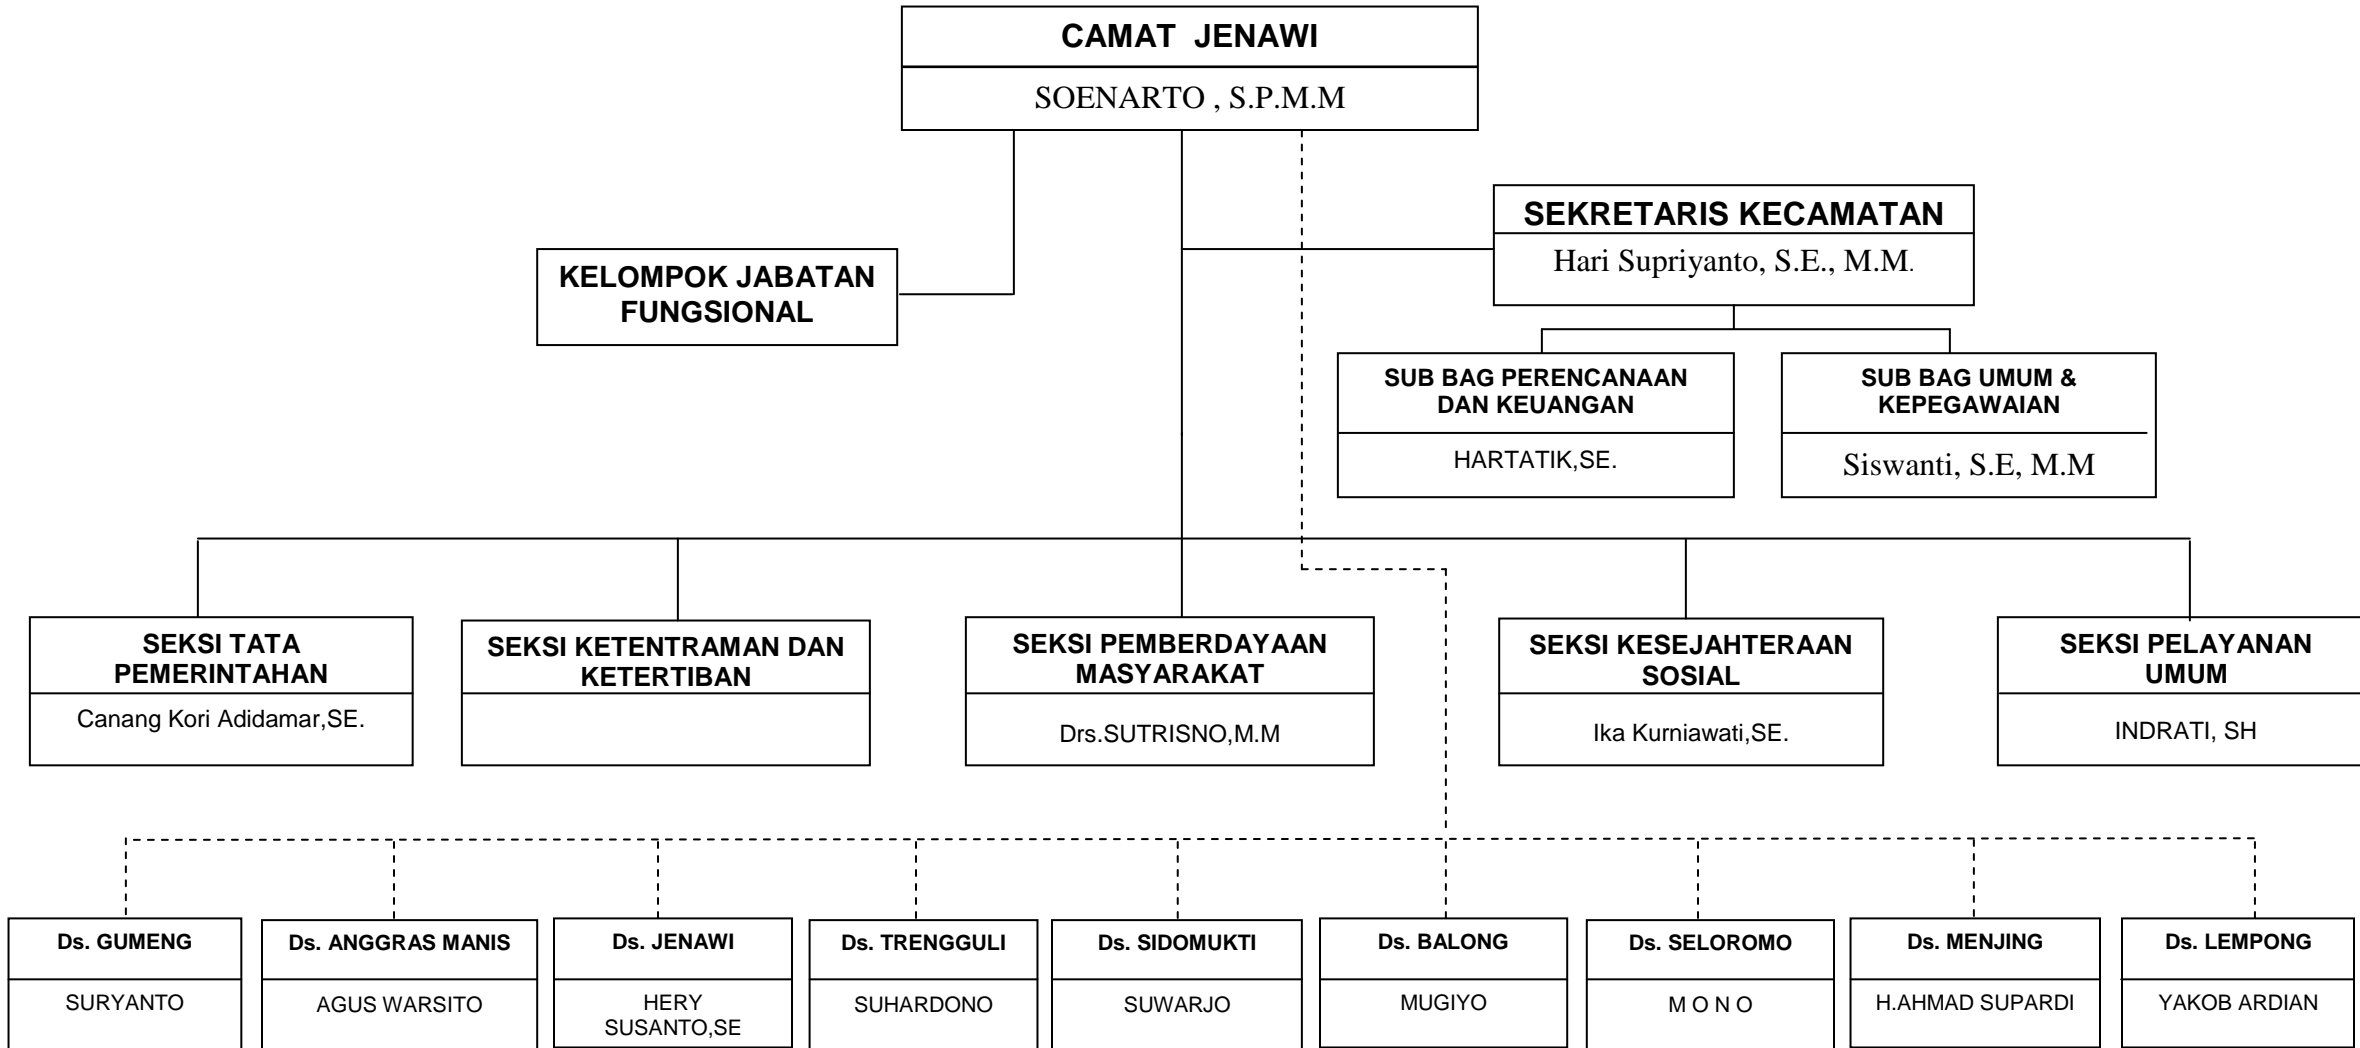 CAMAT JENAWI
SOENARTO , S.P.M.M
SEKRETARIS KECAMATAN
Hari Supriyanto, S.E., M.M.
KELOMPOK JABATAN
FUNGSIONAL
SUB BAG PERENCANAAN
DAN KEUANGAN
HARTATIK,SE.
SUB BAG UMUM &
KEPEGAWAIAN
Siswanti, S.E, M.M
SEKSI TATA
PEMERINTAHAN
Canang Kori Adidamar,SE.
SEKSI KETENTRAMAN DAN
KETERTIBAN
SEKSI PEMBERDAYAAN
MASYARAKAT
Drs.SUTRISNO,M.M
SEKSI KESEJAHTERAAN
SOSIAL
Ika Kurniawati,SE.
SEKSI PELAYANAN
UMUM
INDRATI, SH
Ds. GUMENG
SURYANTO
Ds. ANGGRAS MANIS
AGUS WARSITO
Ds. JENAWI
HERY
SUSANTO,SE
Ds. TRENGGULI
SUHARDONO
Ds. SIDOMUKTI
SUWARJO
Ds. BALONG
MUGIYO
Ds. SELOROMO
M O N O
Ds. MENJING
H.AHMAD SUPARDI
Ds. LEMPONG
YAKOB ARDIAN